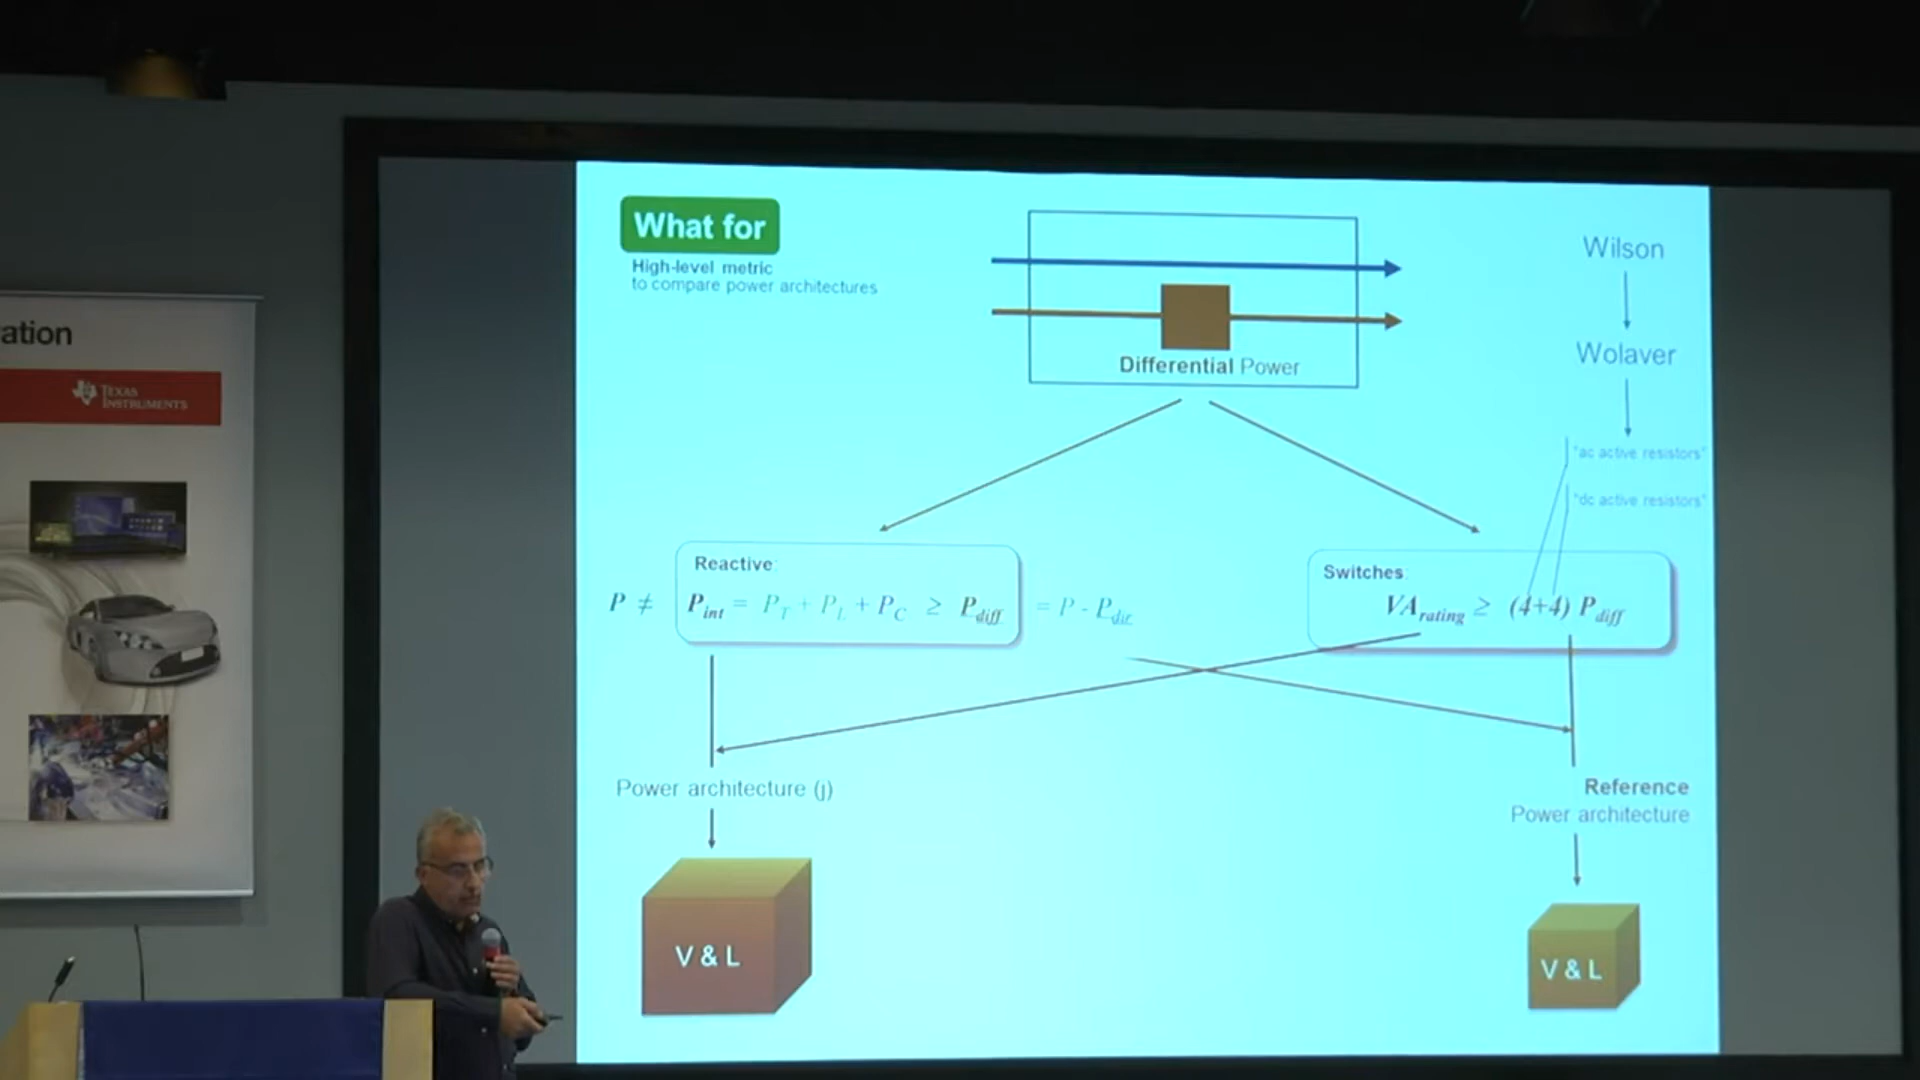 ation
TEXAS
INSTRUMENTS
What for
High-level metric
to compare power architectures
Differential Power
Wilson
Wolaver
"ac active resistors"
"dc active resistors"
Reactive:
P ≠ P_int = P_T + P_L + P_C ≥ P_diff = P - P_dir
Switches
VA_rating ≥ (4+4) P_diff
Power architecture (j)
Reference
Power architecture
V & L
V & L